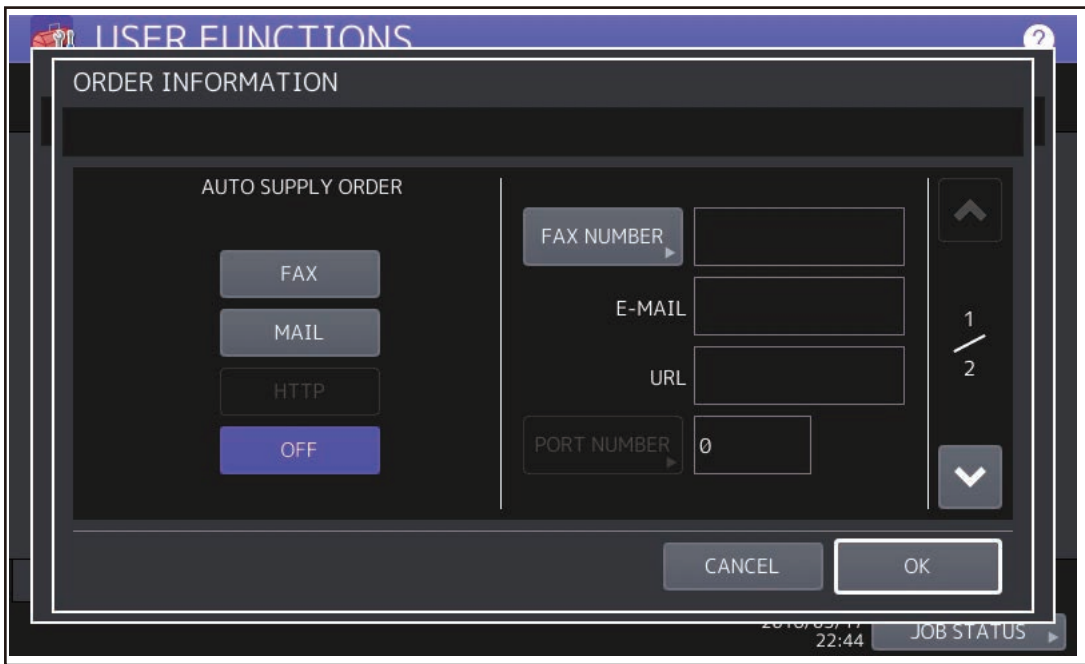 USER FUNCTIONS
?
ORDER INFORMATION
AUTO SUPPLY ORDER
FAX
MAIL
HTTP
OFF
FAX NUMBER
E-MAIL
URL
PORT NUMBER 0
1
2
CANCEL
OK
22:44
JOB STATUS